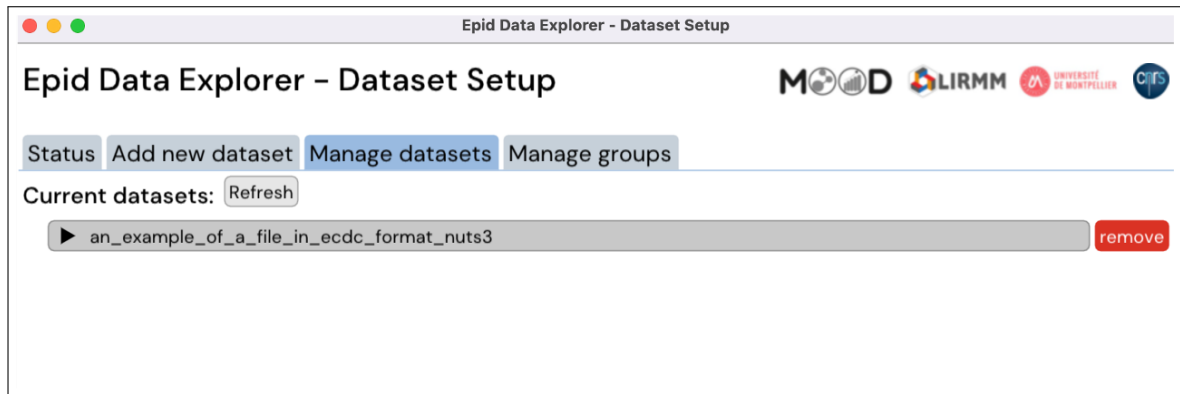 Epid Data Explorer - Dataset Setup
Epid Data Explorer – Dataset Setup
MOOD LIRMM UNIVERSITÉ DE MONTPELLIER cnrs
Status Add new dataset Manage datasets Manage groups
Current datasets: Refresh
an_example_of_a_file_in_ecdc_format_nuts3 remove